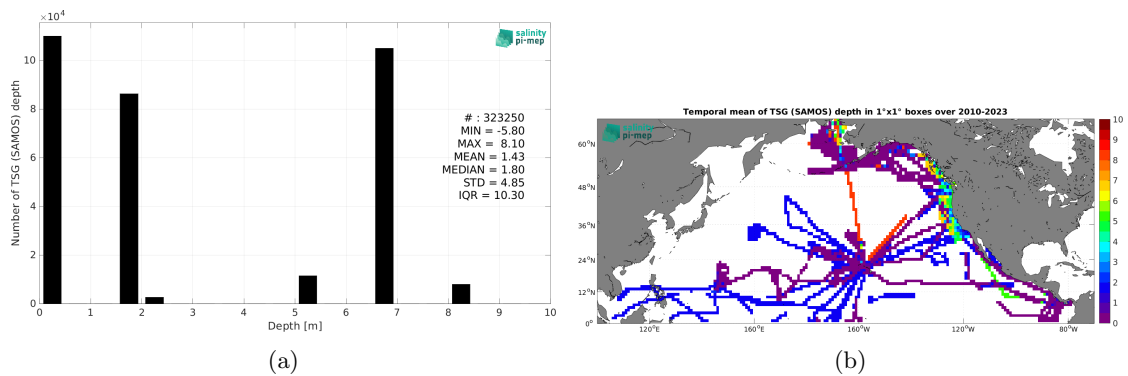 ×10⁴
10
8
6
4
2
0
Number of TSG (SAMOS) depth
salinity
pi-mep
# : 323250
MIN = -5.80
MAX = 8.10
MEAN = 1.43
MEDIAN = 1.80
STD = 4.85
IQR = 10.30
0 1 2 3 4 5 6 7 8 9 10
Depth [m]
(a)
Temporal mean of TSG (SAMOS) depth in 1°x1° boxes over 2010-2023
salinity
pi-mep
60°N
48°N
36°N
24°N
12°N
0°
120°E 160°E 160°W 120°W 80°W
10
9
8
7
6
5
4
3
2
1
0
(b)